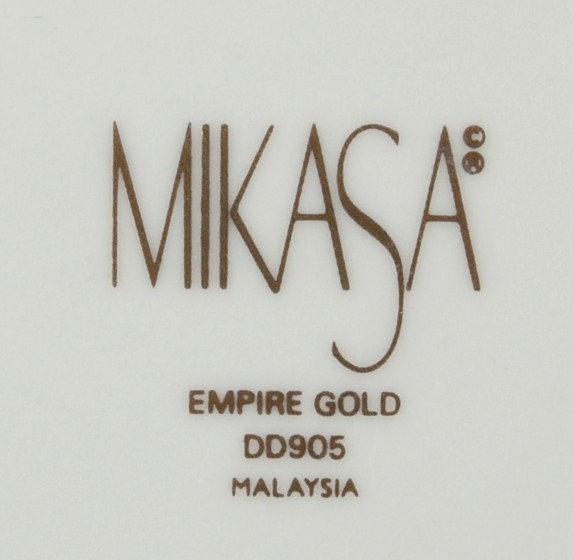 MIKASA ©®
EMPIRE GOLD
DD905
MALAYSIA